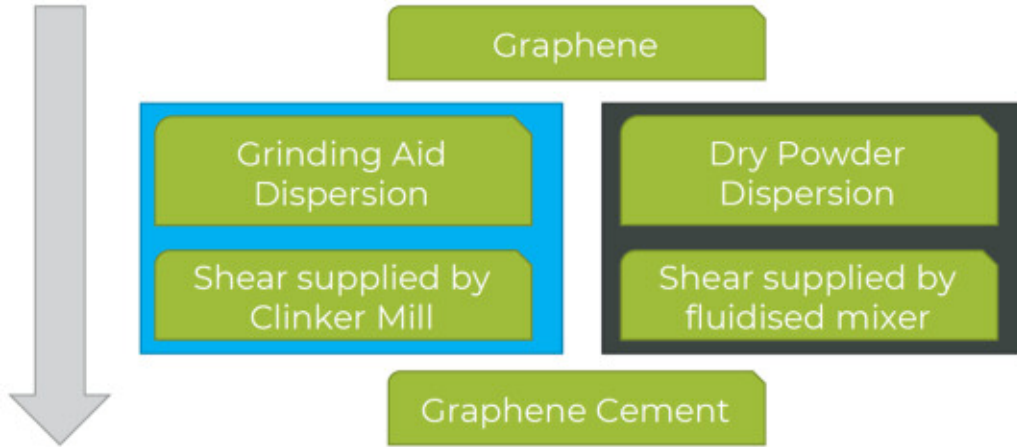 Graphene
Grinding Aid
Dispersion
Shear supplied by
Clinker Mill
Dry Powder
Dispersion
Shear supplied by
fluidised mixer
Graphene Cement